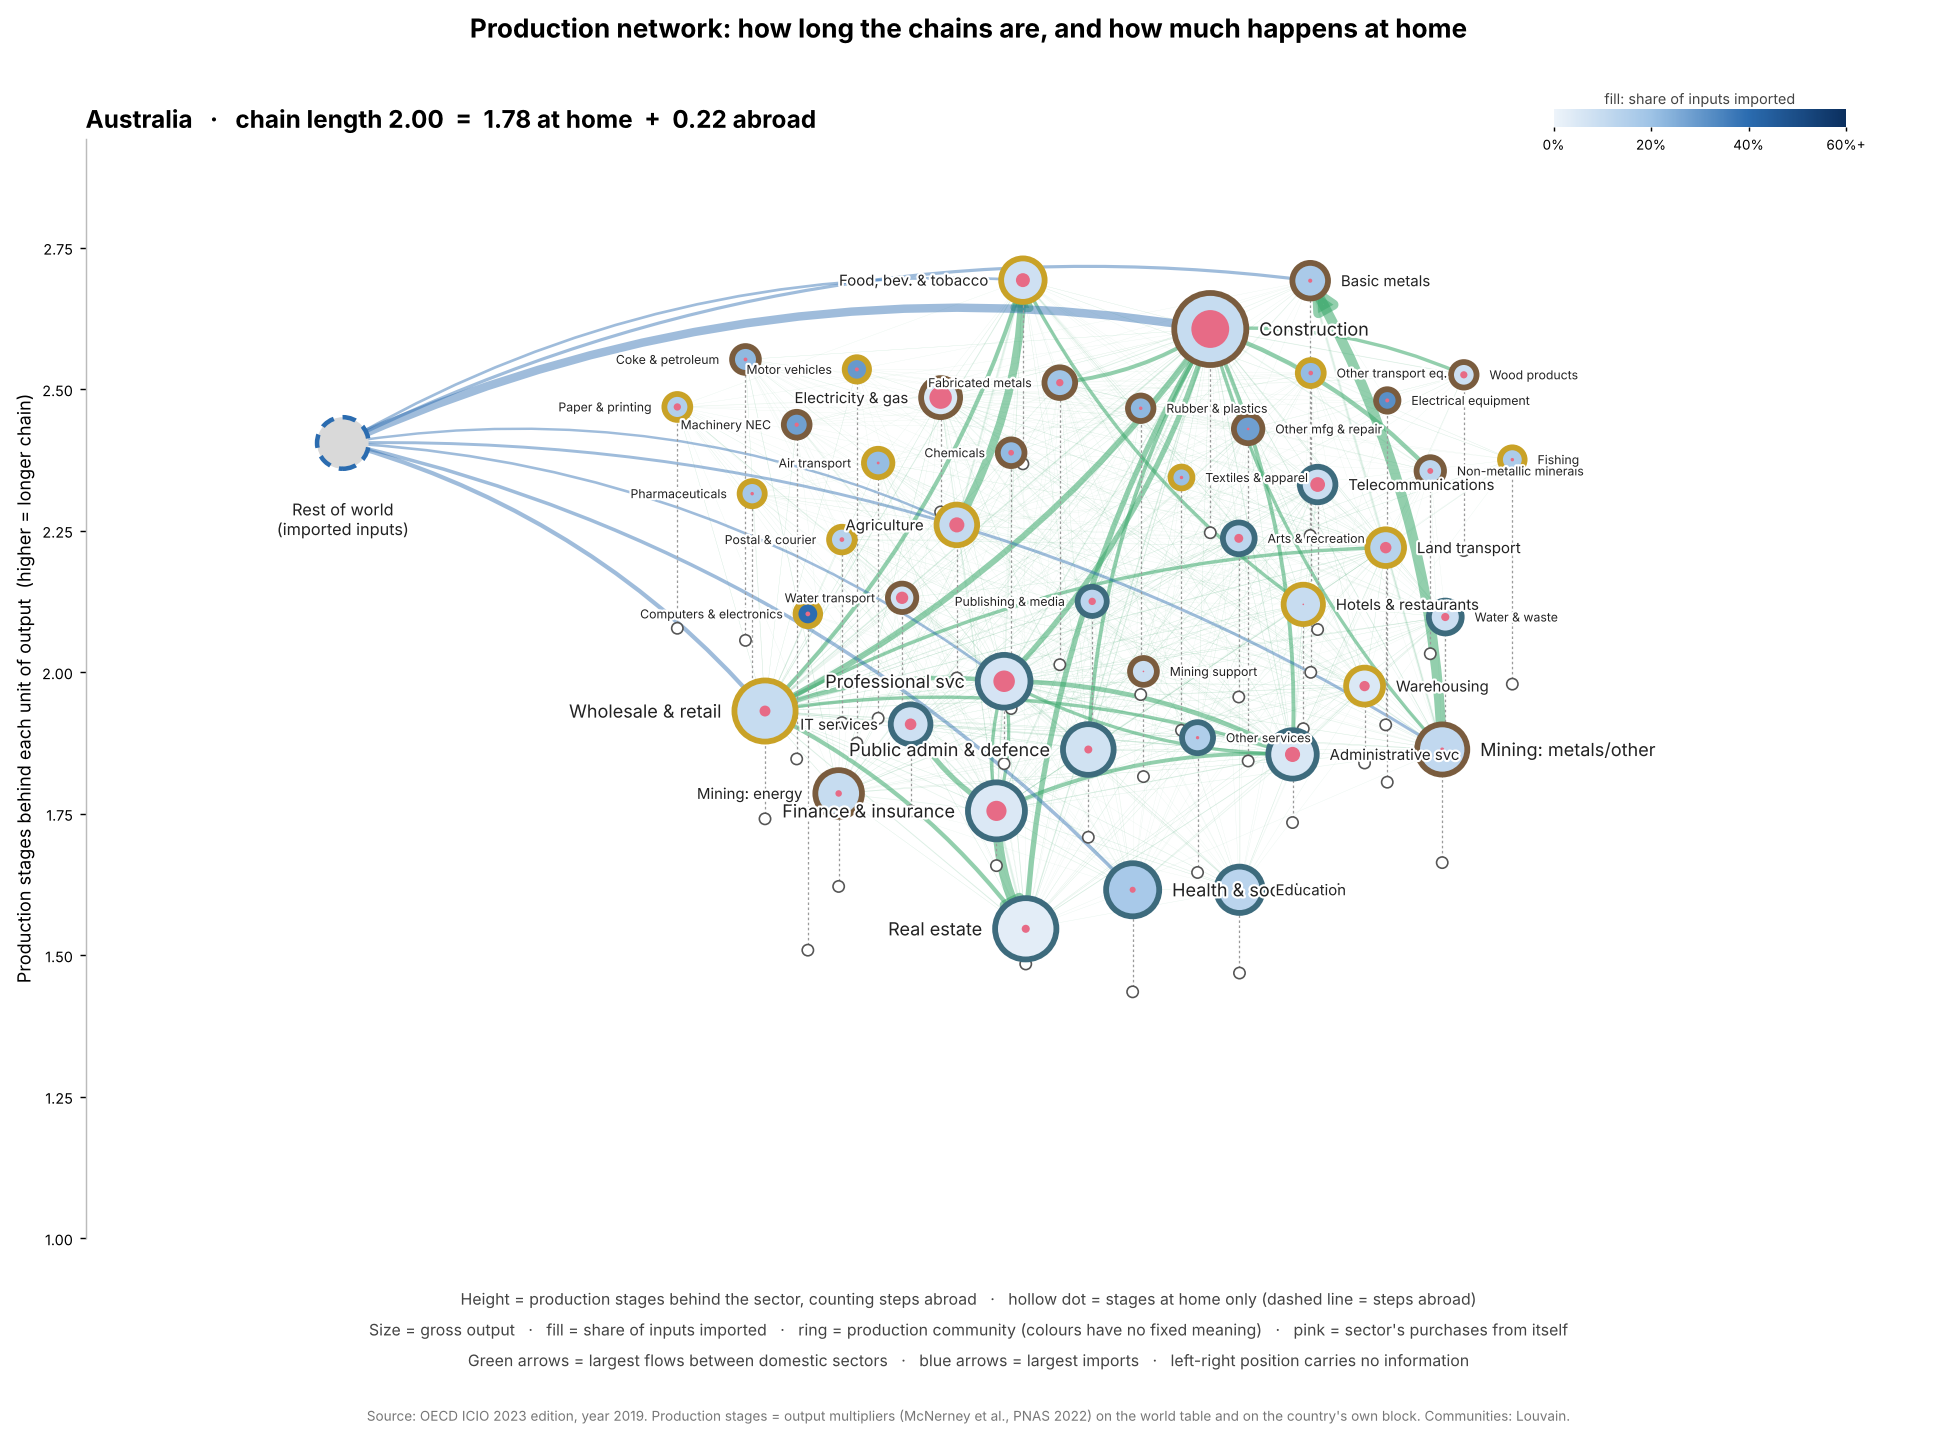 Production network: how long the chains are, and how much happens at home
fill: share of inputs imported
0%
20%
40%
60%+
Australia · chain length 2.00 = 1.78 at home + 0.22 abroad
Production stages behind each unit of output (higher = longer chain)
2.75
2.50
2.25
2.00
1.75
1.50
1.25
1.00
Rest of world
(imported inputs)
Food, bev. & tobacco
Basic metals
Construction
Coke & petroleum
Motor vehicles
Fabricated metals
Other transport eq.
Wood products
Electricity & gas
Electrical equipment
Paper & printing
Rubber & plastics
Machinery NEC
Other mfg & repair
Chemicals
Air transport
Fishing
Non-metallic minerals
Textiles & apparel
Telecommunications
Pharmaceuticals
Agriculture
Postal & courier
Arts & recreation
Land transport
Water transport
Publishing & media
Hotels & restaurants
Computers & electronics
Water & waste
Professional svc
Mining support
Warehousing
Wholesale & retail
IT services
Other services
Public admin & defence
Administrative svc
Mining: metals/other
Mining: energy
Finance & insurance
Health & soc
Education
Real estate
Height = production stages behind the sector, counting steps abroad · hollow dot = stages at home only (dashed line = steps abroad)
Size = gross output · fill = share of inputs imported · ring = production community (colours have no fixed meaning) · pink = sector's purchases from itself
Green arrows = largest flows between domestic sectors · blue arrows = largest imports · left-right position carries no information
Source: OECD ICIO 2023 edition, year 2019. Production stages = output multipliers (McNerney et al., PNAS 2022) on the world table and on the country's own block. Communities: Louvain.